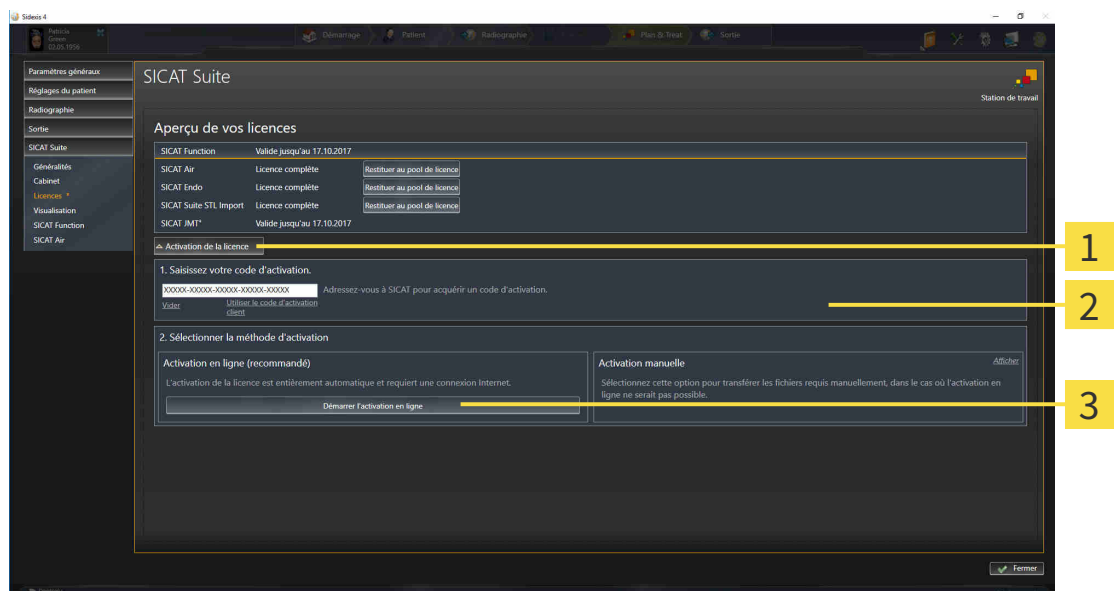 Sidexis 4
Patricia
Green
03.05.1956
Démarrage
Patient
Radiographie
Plan & Treat
Sortie
Paramètres généraux
Réglages du patient
Radiographie
Sortie
SICAT Suite
Généralités
Cabinet
Licences *
Visualisation
SICAT Function
SICAT Air
SICAT Suite
Station de travail
Aperçu de vos licences
SICAT Function Valide jusqu'au 17.10.2017
SICAT Air Licence complète Restituer au pool de licence
SICAT Endo Licence complète Restituer au pool de licence
SICAT Suite STL Import Licence complète Restituer au pool de licence
SICAT JMT⁺ Valide jusqu'au 17.10.2017
Activation de la licence
1
1. Saisissez votre code d'activation.
XXXXX-XXXXX-XXXXX-XXXXX-XXXXX
Adressez-vous à SICAT pour acquérir un code d'activation.
Vider
Utiliser le code d'activation
client
2
2. Sélectionner la méthode d'activation
Activation en ligne (recommandé)
L'activation de la licence est entièrement automatique et requiert une connexion Internet.
Démarrer l'activation en ligne
Activation manuelle
Afficher
Sélectionnez cette option pour transférer les fichiers requis manuellement, dans le cas où l'activation en
ligne ne serait pas possible.
3
Fermer